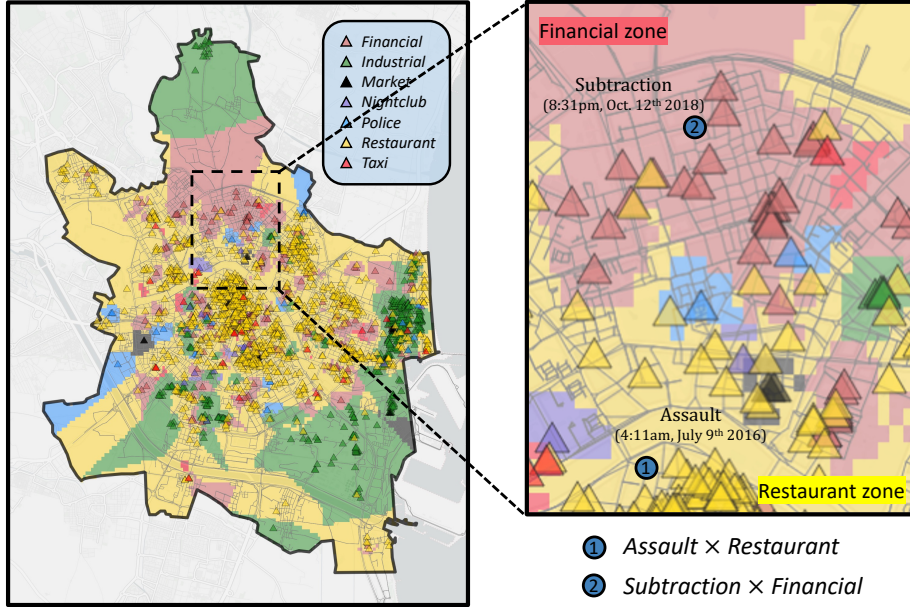 Financial
Industrial
Market
Nightclub
Police
Restaurant
Taxi
Financial zone
Subtraction
(8:31pm, Oct. 12th 2018)
2
Assault
(4:11am, July 9th 2016)
1
Restaurant zone
1 Assault × Restaurant
2 Subtraction × Financial